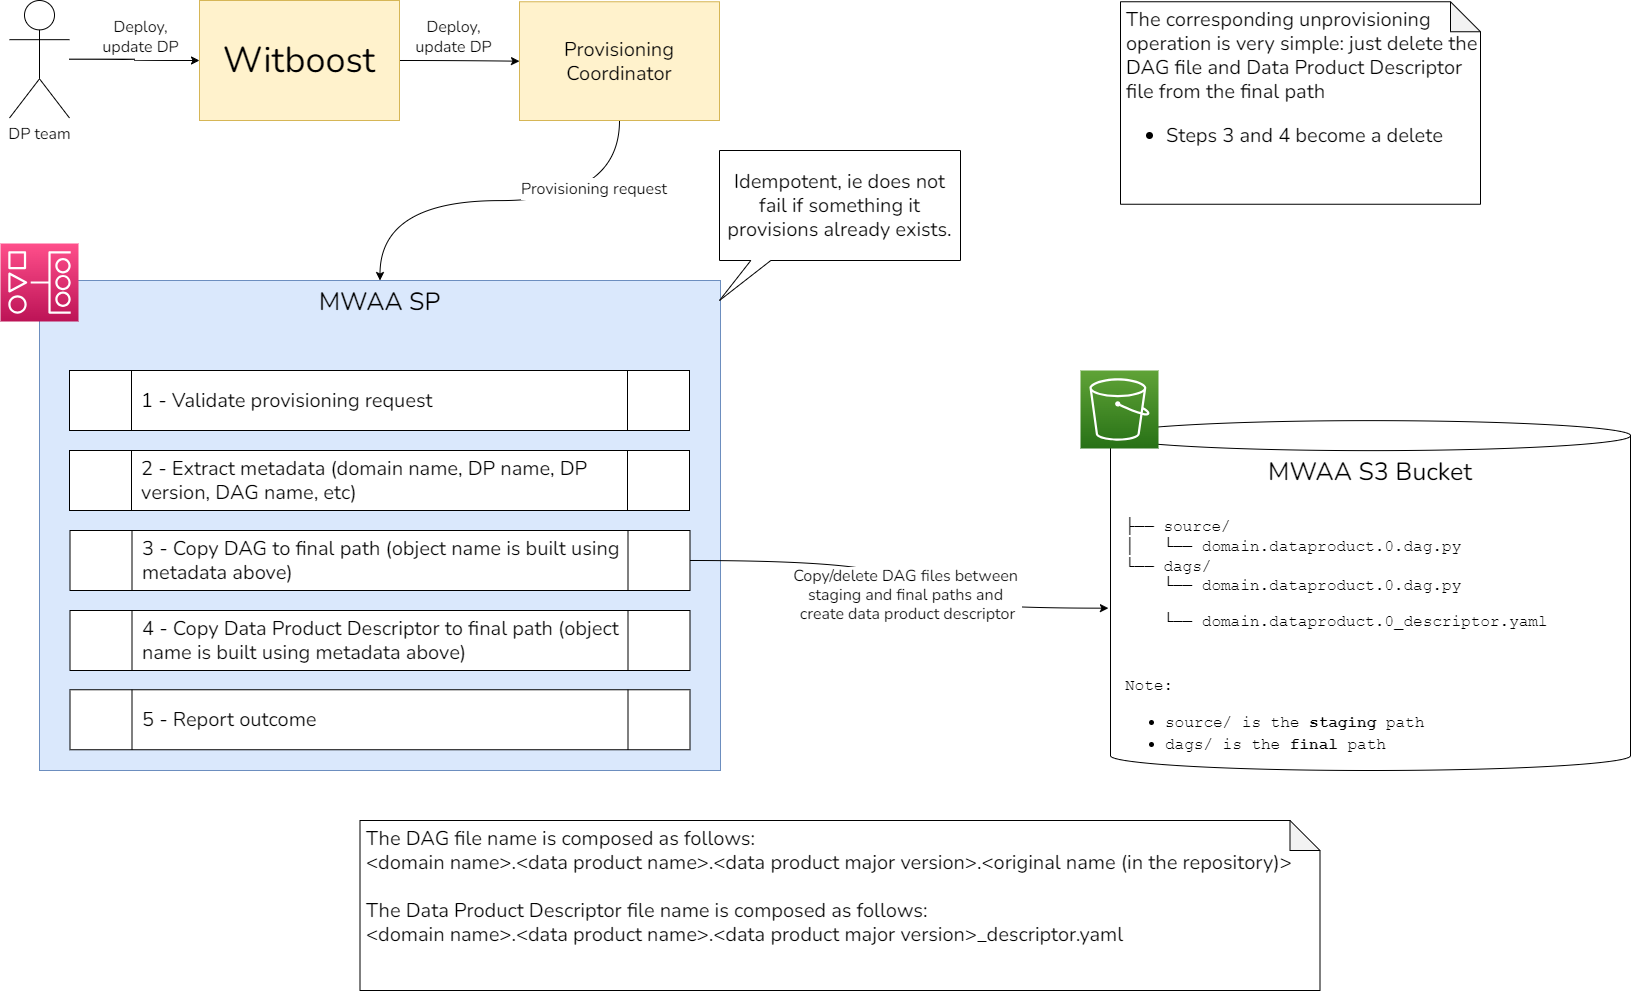 Deploy,
update DP
Witboost
Deploy,
update DP
Provisioning
Coordinator
DP team
The corresponding unprovisioning
operation is very simple: just delete the
DAG file and Data Product Descriptor
file from the final path
• Steps 3 and 4 become a delete
Provisioning request
Idempotent, ie does not
fail if something it
provisions already exists.
MWAA SP
1 - Validate provisioning request
2 - Extract metadata (domain name, DP name, DP
version, DAG name, etc)
3 - Copy DAG to final path (object name is built using
metadata above)
4 - Copy Data Product Descriptor to final path (object
name is built using metadata above)
5 - Report outcome
Copy/delete DAG files between
staging and final paths and
create data product descriptor
MWAA S3 Bucket
├── source/
│   └── domain.dataproduct.0.dag.py
└── dags/
    └── domain.dataproduct.0.dag.py
    └── domain.dataproduct.0_descriptor.yaml
Note:
• source/ is the staging path
• dags/ is the final path
The DAG file name is composed as follows:
<domain name>.<data product name>.<data product major version>.<original name (in the repository)>
The Data Product Descriptor file name is composed as follows:
<domain name>.<data product name>.<data product major version>_descriptor.yaml